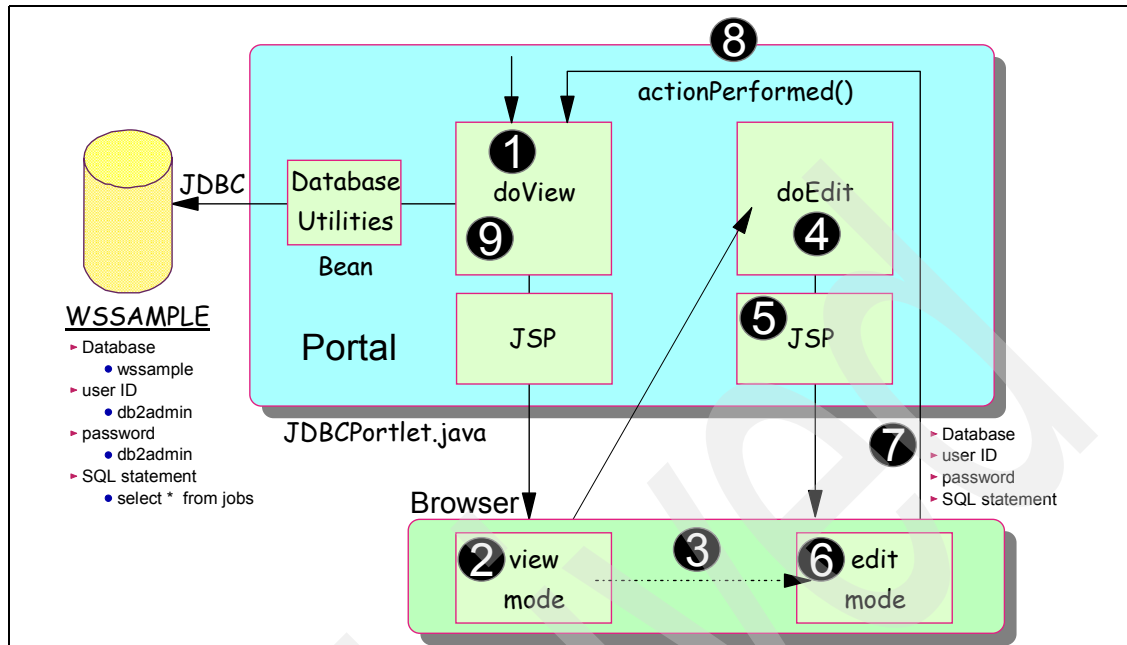 8
actionPerformed()
1
doView
9
doEdit
4
JDBC
Database
Utilities
Bean
JSP
5
JSP
Portal
JDBCPortlet.java
WSSAMPLE
Database
wssample
user ID
db2admin
password
db2admin
SQL statement
select * from jobs
7
Database
user ID
password
SQL statement
Browser
2
view
mode
3
6
edit
mode